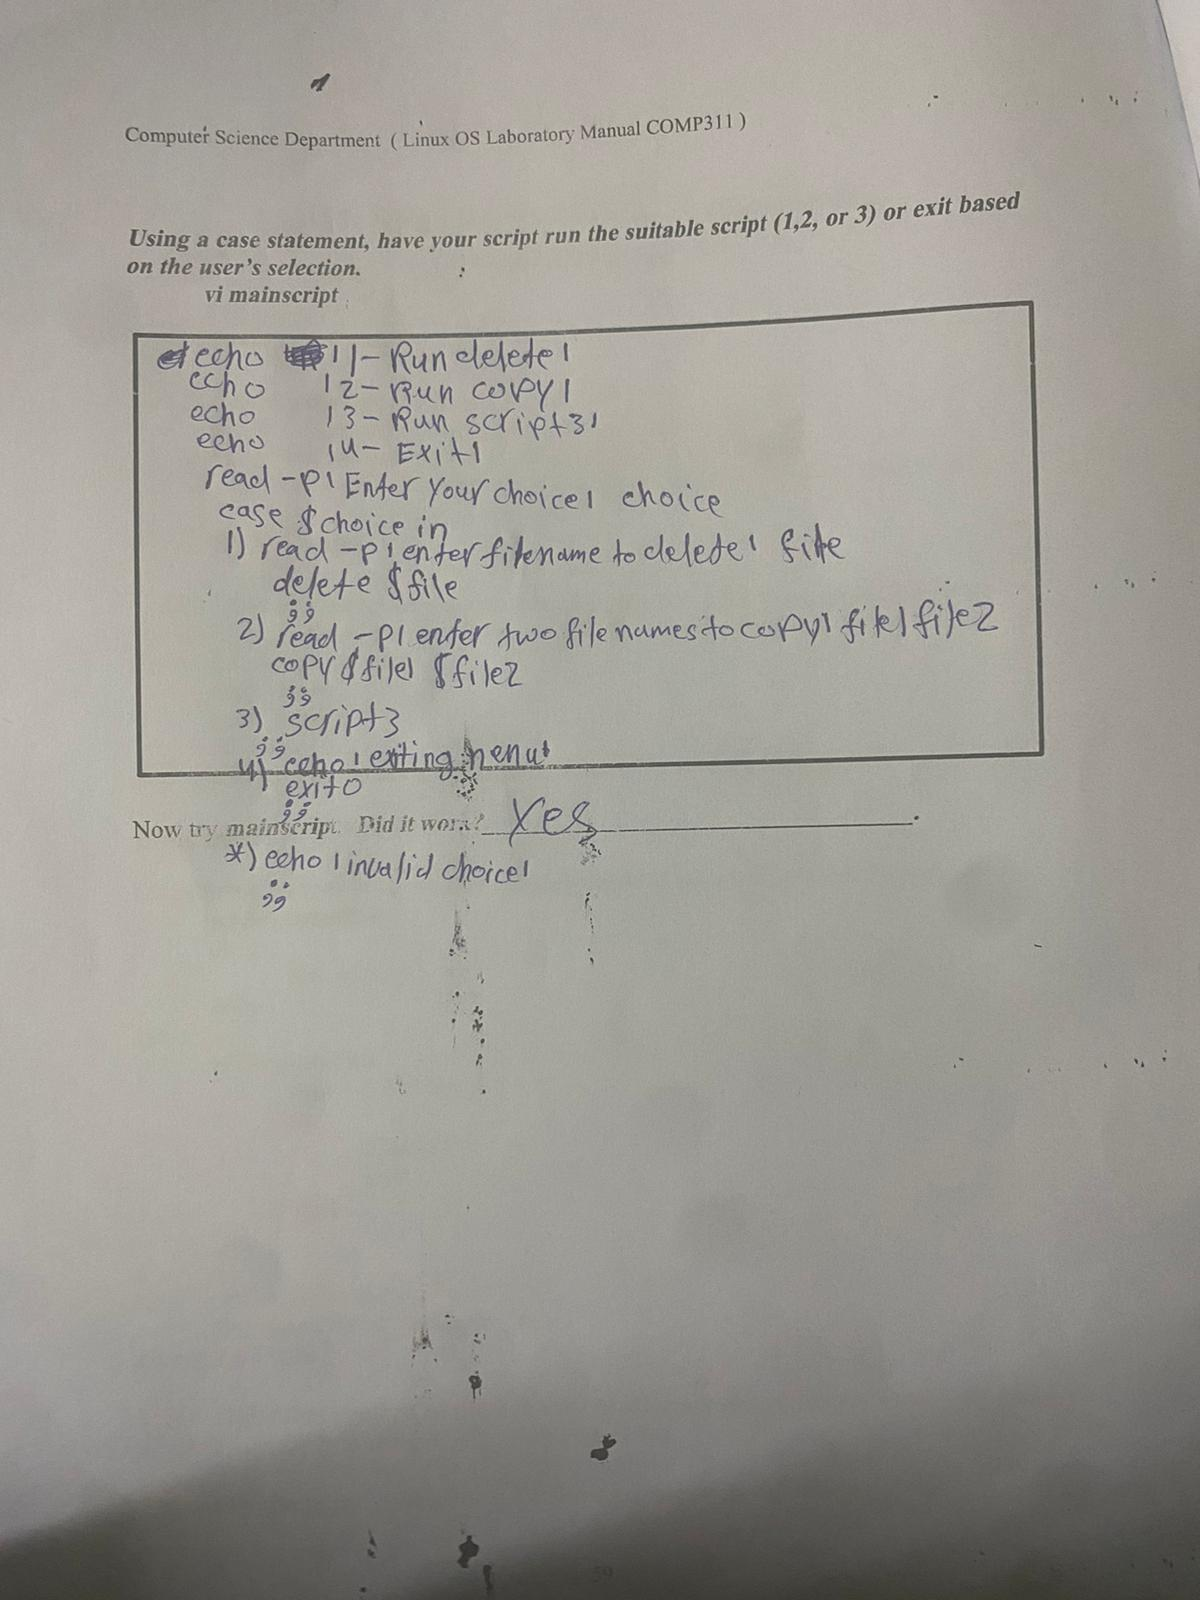 Computer Science Department ( Linux OS Laboratory Manual COMP311 )
Using a case statement, have your script run the suitable script (1,2, or 3) or exit based
on the user's selection.
vi mainscript
echo '1- Run delete'
echo '2- Run copy'
echo '3- Run script3'
echo '4- Exit'
read -p 'Enter Your choice' choice
case $choice in
1) read -p 'enter filename to delete' file
delete $file
;;
2) read -p 'enter two file names to copy' file1 file2
copy $file1 $file2
;;
3) script3
;;
4) echo 'exiting menu'
exit 0
;;
Now try mainscript. Did it work? Yes
*) echo 'invalid choice'
;;
59